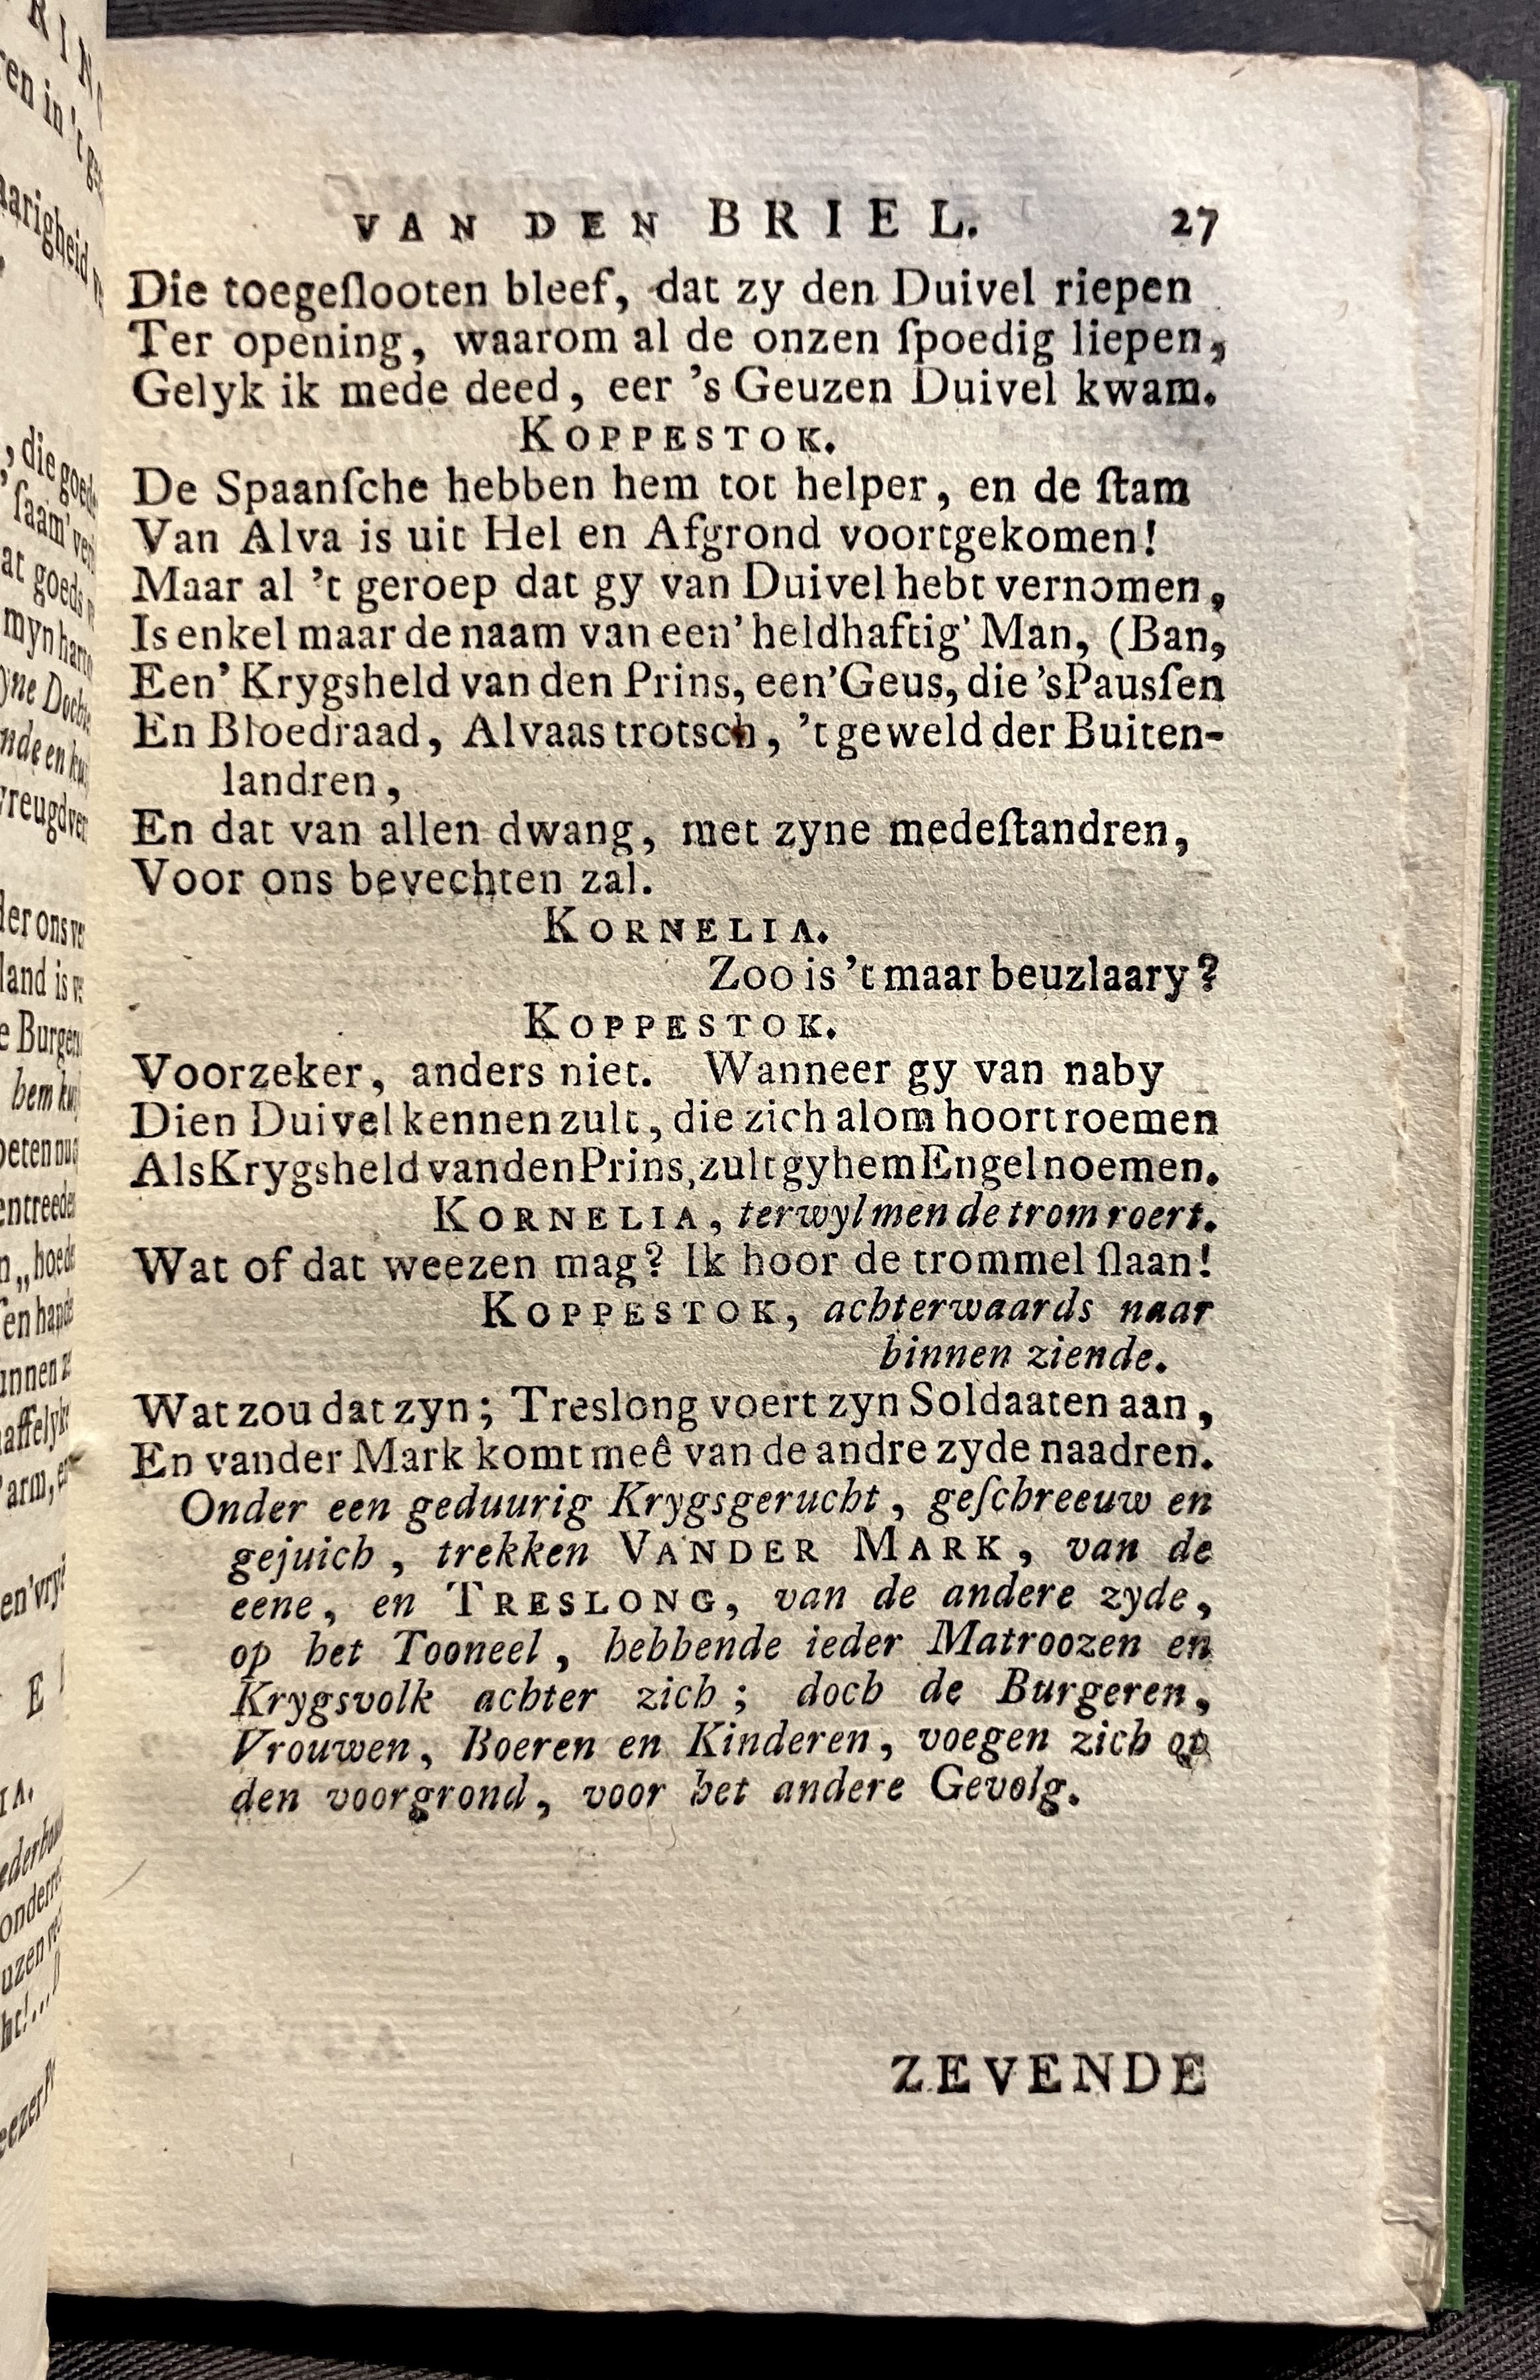 VAN DEN BRIEL. 27
Die toegeſlooten bleef, dat zy den Duivel riepen
Ter opening, waarom al de onzen ſpoedig liepen,
Gelyk ik mede deed, eer 's Geuzen Duivel kwam.
KOPPESTOK.
De Spaanſche hebben hem tot helper, en de ſtam
Van Alva is uit Hel en Afgrond voortgekomen!
Maar al 't geroep dat gy van Duivel hebt vernomen,
Is enkel maar de naam van een' heldhaftig' Man, (Ban,
Een' Krygsheld van den Prins, een' Geus, die 's Pausſen
En Bloedraad, Alvaas trotsch, 't geweld der Buiten-
landren,
En dat van allen dwang, met zyne medeſtandren,
Voor ons bevechten zal.
KORNELIA.
Zoo is 't maar beuzlaary?
KOPPESTOK.
Voorzeker, anders niet. Wanneer gy van naby
Dien Duivel kennen zult, die zich alom hoort roemen
Als Krygsheld van den Prins, zult gy hem Engel noemen.
KORNELIA, terwyl men de trom roert.
Wat of dat weezen mag? Ik hoor de trommel ſlaan!
KOPPESTOK, achterwaards naar
binnen ziende.
Wat zou dat zyn; Treslong voert zyn Soldaaten aan,
En vander Mark komt meê van de andre zyde naadren.
Onder een geduurig Krygsgerucht, geſchreeuw en
gejuich, trekken VANDER MARK, van de
eene, en TRESLONG, van de andere zyde,
op het Tooneel, hebbende ieder Matroozen en
Krygsvolk achter zich; doch de Burgeren,
Vrouwen, Boeren en Kinderen, voegen zich op
den voorgrond, voor het andere Gevolg.
ZEVENDE